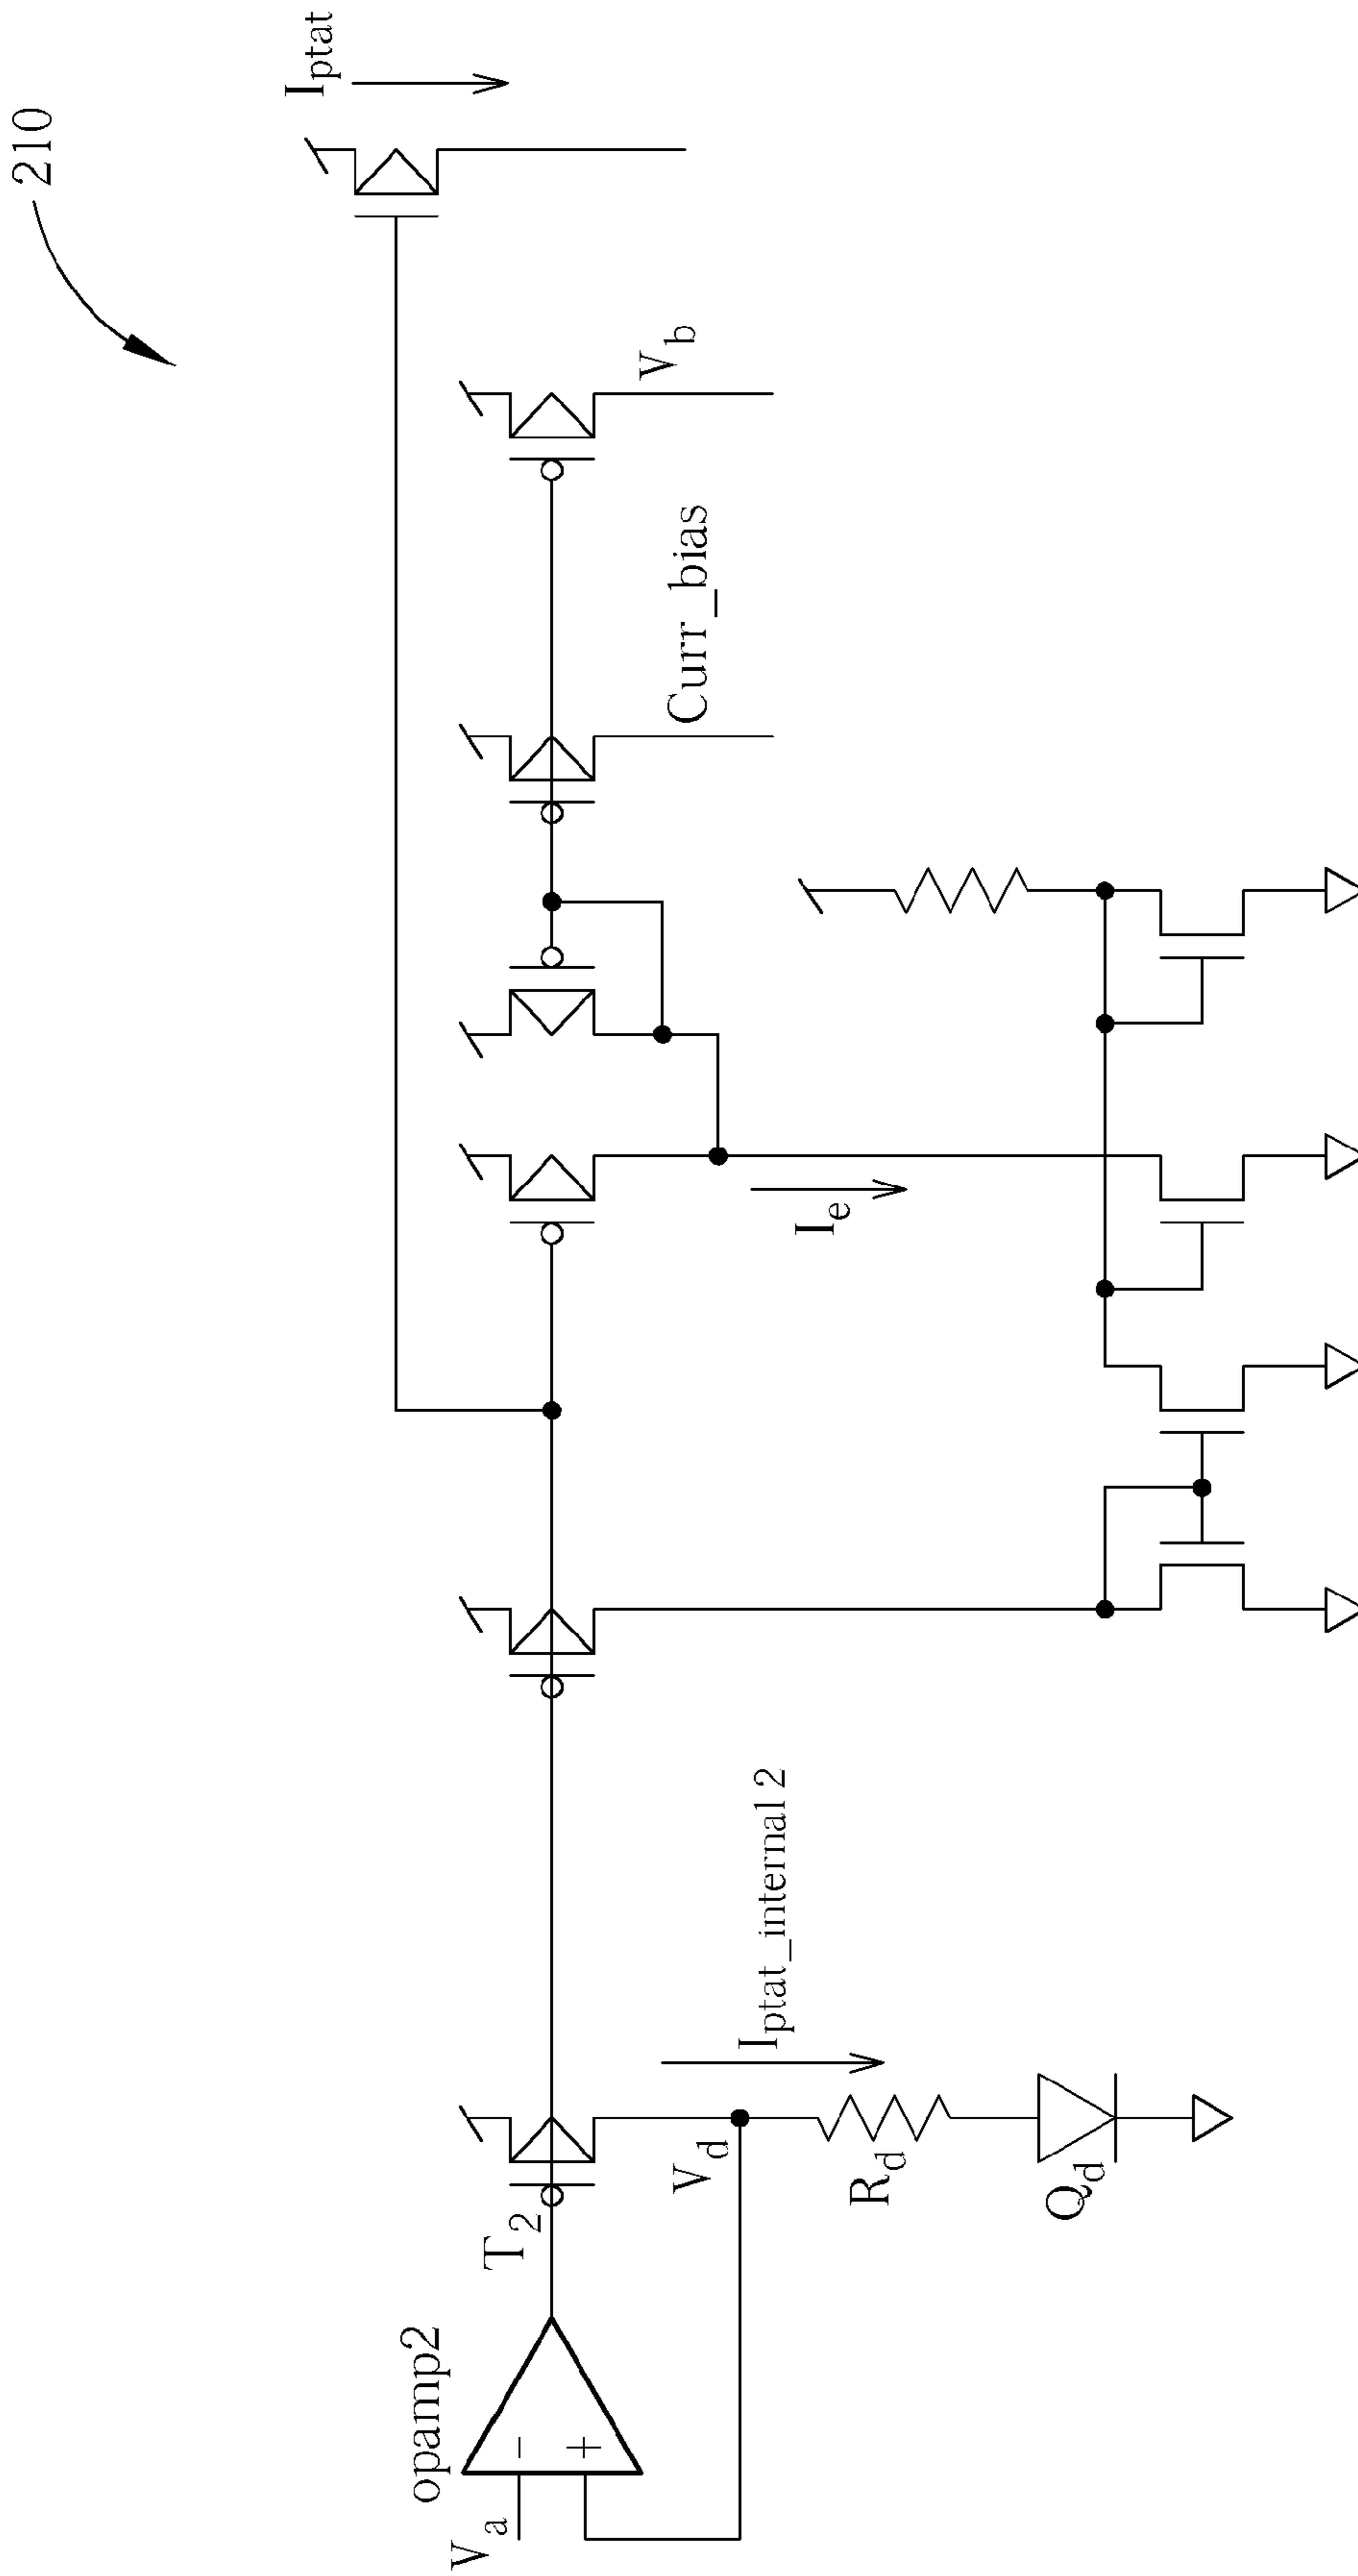 210
I_ptat
V_b
Curr_bias
I_e
I_ptat_internal 2
T_2
V_d
R_d
Q_d
opamp2
V_a
−
+